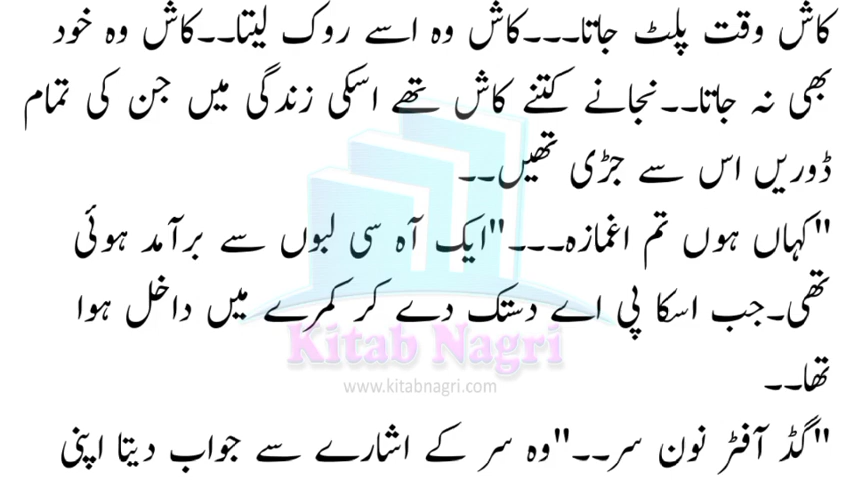 کاش وقت پلٹ جاتا۔۔۔کاش وہ اسے روک لیتا۔۔کاش وہ خود
بھی نہ جاتا۔۔نجانے کتنے کاش تھے اسکی زندگی میں جن کی تمام
ڈوریں اس سے جڑی تھیں۔۔
"کہاں ہوں تم اغمازہ۔۔۔"ایک آہ سی لبوں سے برآمد ہوئی
تھی۔جب اسکا پی اے دستک دے کر کمرے میں داخل ہوا
Kitab Nagri
www.kitabnagri.com
تھا۔۔
"گڈ آفٹر نون سر۔۔"وہ سر کے اشارے سے جواب دیتا اپنی